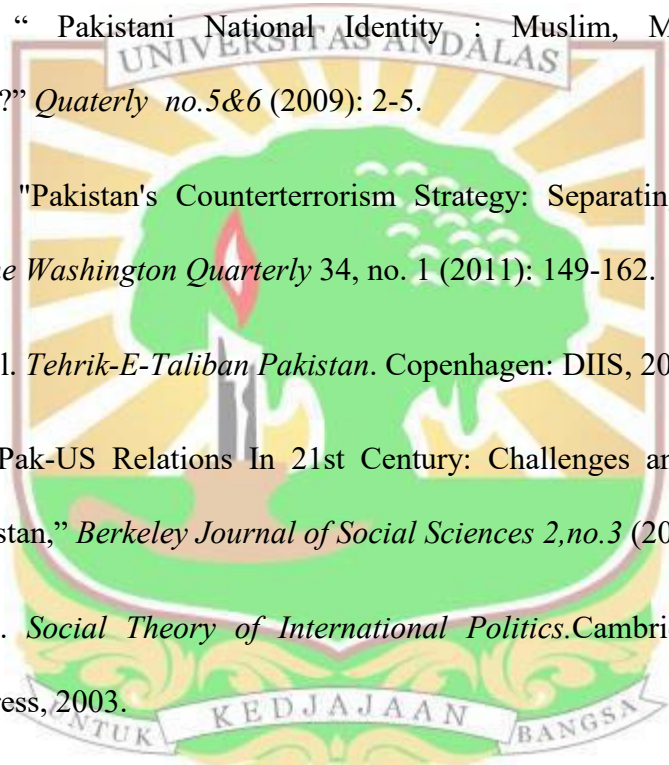 “ Pakistani National Identity : Muslim, M
UNIVERSITAS ANDALAS
?” Quaterly no.5&6 (2009): 2-5.
"Pakistan's Counterterrorism Strategy: Separatin
ne Washington Quarterly 34, no. 1 (2011): 149-162.
l. Tehrik-E-Taliban Pakistan. Copenhagen: DIIS, 20
Pak-US Relations In 21st Century: Challenges an
stan,” Berkeley Journal of Social Sciences 2,no.3 (20
. Social Theory of International Politics.Cambri
ress, 2003.
UNTUK KEDJAJAAN BANGSA